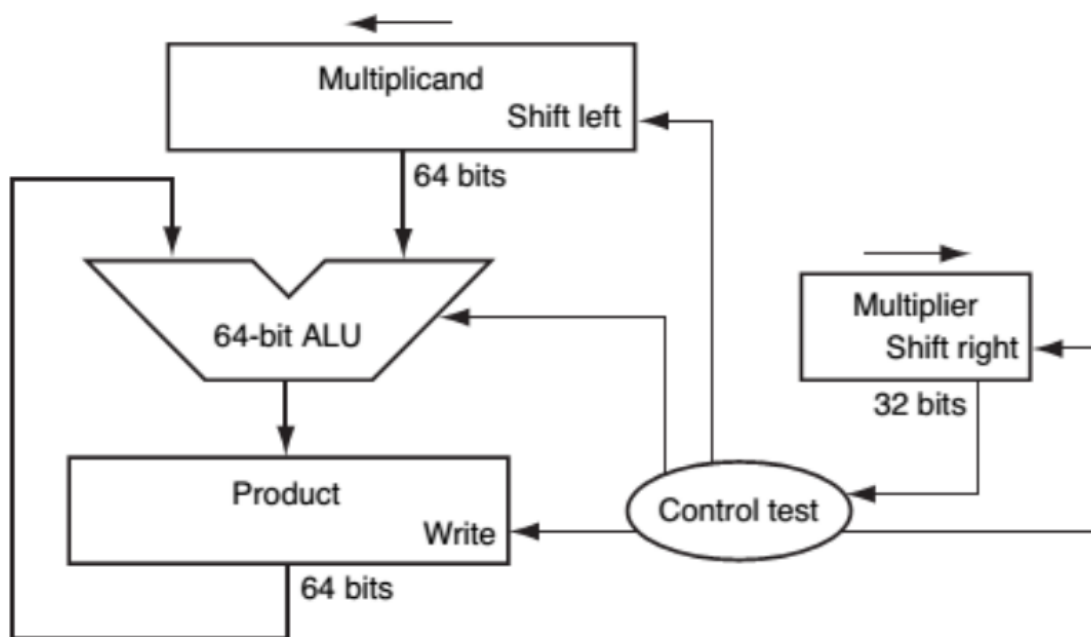 Multiplicand
Shift left
64 bits
64-bit ALU
Multiplier
Shift right
32 bits
Product
Write
Control test
64 bits